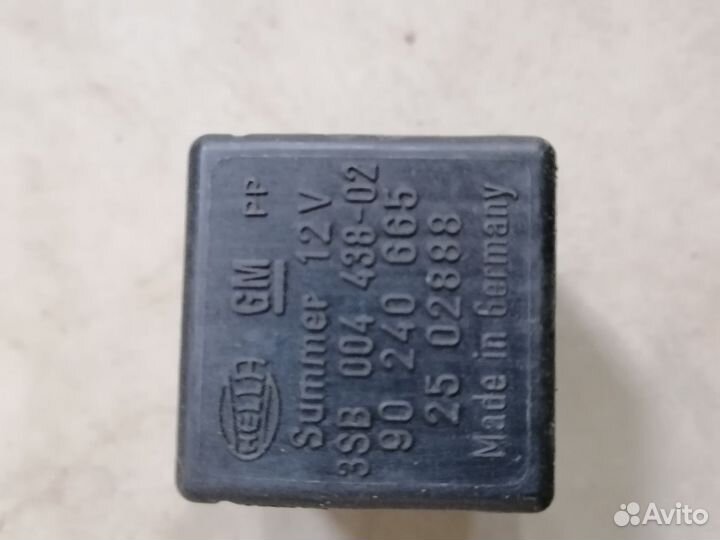 HELLA GM PP
Summer 12V
3SB 004 438-02
90 240 665
25 02888
Made in Germany
Avito